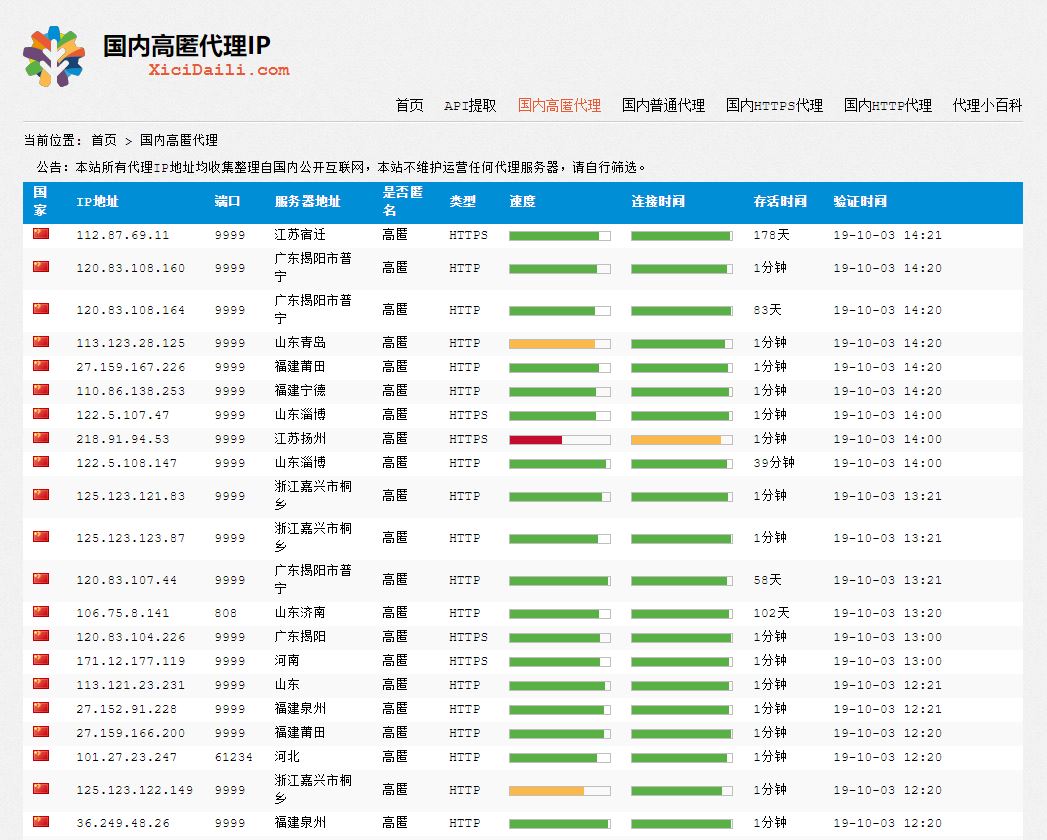 国内高匿代理IP
XiciDaili.com
首页 API提取 国内高匿代理 国内普通代理 国内HTTPS代理 国内HTTP代理 代理小百科
当前位置: 首页 > 国内高匿代理
公告：本站所有代理IP地址均收集整理自国内公开互联网，本站不维护运营任何代理服务器，请自行筛选。
国家 IP地址 端口 服务器地址 是否匿名 类型 速度 连接时间 存活时间 验证时间
112.87.69.11 9999 江苏宿迁 高匿 HTTPS 178天 19-10-03 14:21
120.83.108.160 9999 广东揭阳市普宁 高匿 HTTP 1分钟 19-10-03 14:20
120.83.108.164 9999 广东揭阳市普宁 高匿 HTTP 83天 19-10-03 14:20
113.123.28.125 9999 山东青岛 高匿 HTTP 1分钟 19-10-03 14:20
27.159.167.226 9999 福建莆田 高匿 HTTP 1分钟 19-10-03 14:20
110.86.138.253 9999 福建宁德 高匿 HTTP 1分钟 19-10-03 14:20
122.5.107.47 9999 山东淄博 高匿 HTTPS 1分钟 19-10-03 14:00
218.91.94.53 9999 江苏扬州 高匿 HTTPS 1分钟 19-10-03 14:00
122.5.108.147 9999 山东淄博 高匿 HTTP 39分钟 19-10-03 14:00
125.123.121.83 9999 浙江嘉兴市桐乡 高匿 HTTP 1分钟 19-10-03 13:21
125.123.123.87 9999 浙江嘉兴市桐乡 高匿 HTTP 1分钟 19-10-03 13:21
120.83.107.44 9999 广东揭阳市普宁 高匿 HTTP 58天 19-10-03 13:21
106.75.8.141 808 山东济南 高匿 HTTP 102天 19-10-03 13:20
120.83.104.226 9999 广东揭阳 高匿 HTTPS 1分钟 19-10-03 13:00
171.12.177.119 9999 河南 高匿 HTTPS 1分钟 19-10-03 13:00
113.121.23.231 9999 山东 高匿 HTTP 1分钟 19-10-03 12:21
27.152.91.228 9999 福建泉州 高匿 HTTP 1分钟 19-10-03 12:21
27.159.166.200 9999 福建莆田 高匿 HTTP 1分钟 19-10-03 12:20
101.27.23.247 61234 河北 高匿 HTTP 1分钟 19-10-03 12:20
125.123.122.149 9999 浙江嘉兴市桐乡 高匿 HTTP 1分钟 19-10-03 12:20
36.249.48.26 9999 福建泉州 高匿 HTTP 1分钟 19-10-03 12:20